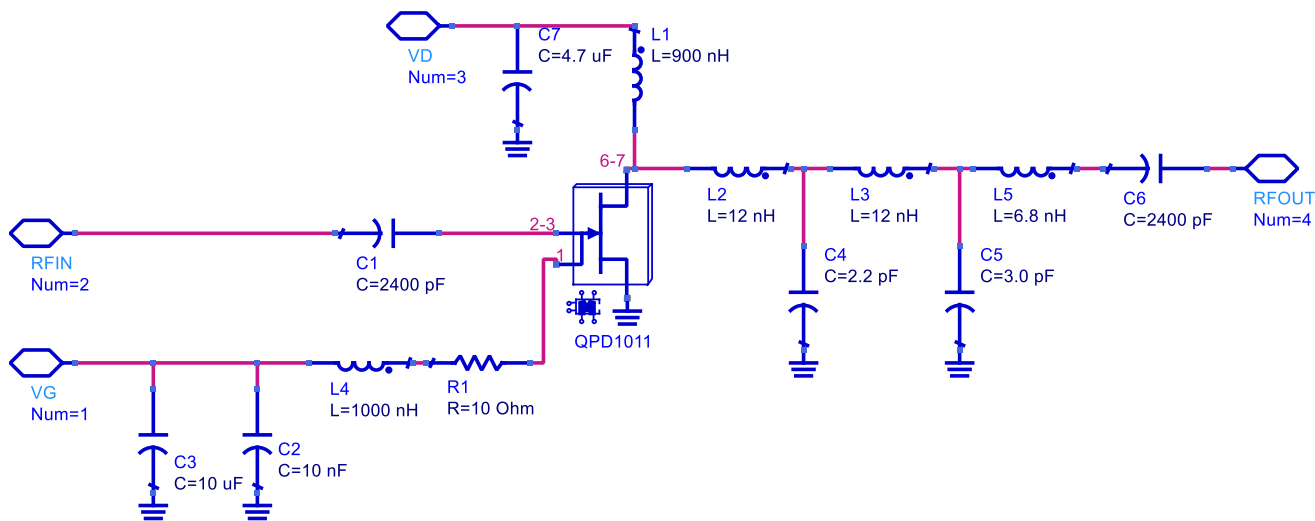 VD
Num=3
C7
C=4.7 uF
L1
L=900 nH
6-7
L2
L=12 nH
L3
L=12 nH
L5
L=6.8 nH
C6
C=2400 pF
RFOUT
Num=4
RFIN
Num=2
C1
C=2400 pF
2-3
1
C4
C=2.2 pF
C5
C=3.0 pF
QPD1011
VG
Num=1
L4
L=1000 nH
R1
R=10 Ohm
C3
C=10 uF
C2
C=10 nF